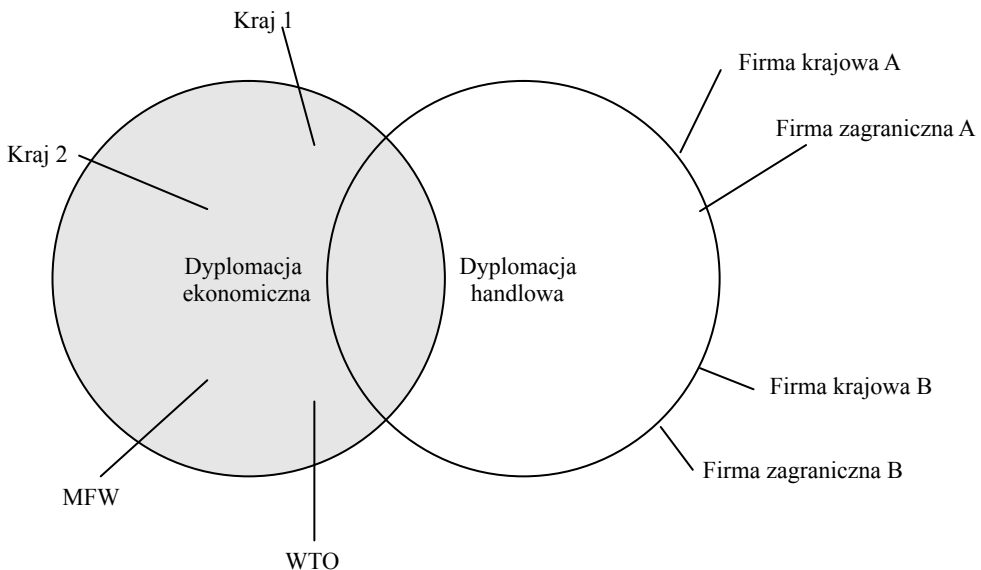 Kraj 1
Firma krajowa A
Firma zagraniczna A
Kraj 2
Dyplomacja
ekonomiczna
Dyplomacja
handlowa
Firma krajowa B
Firma zagraniczna B
MFW
WTO